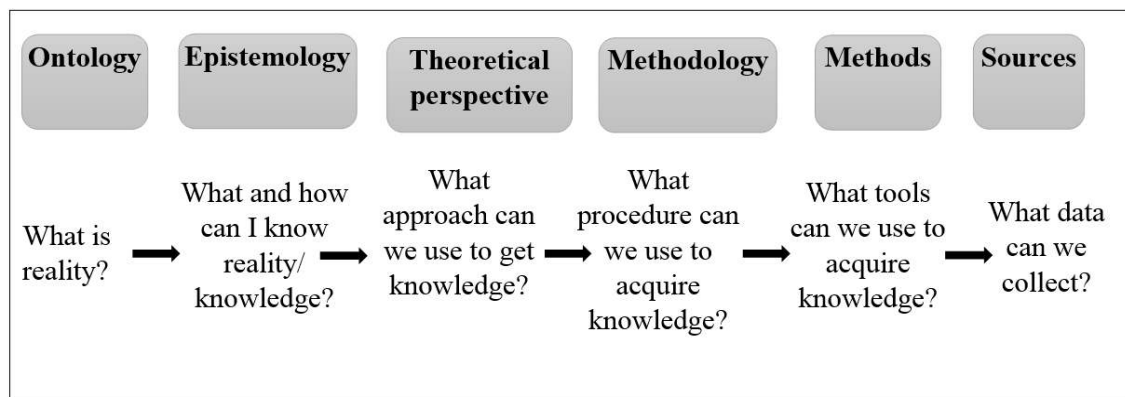 Ontology
Epistemology
Theoretical
perspective
Methodology
Methods
Sources
What is
reality?
What and how
can I know
reality/
knowledge?
What
approach can
we use to get
knowledge?
What
procedure can
we use to
acquire
knowledge?
What tools
can we use to
acquire
knowledge?
What data
can we
collect?